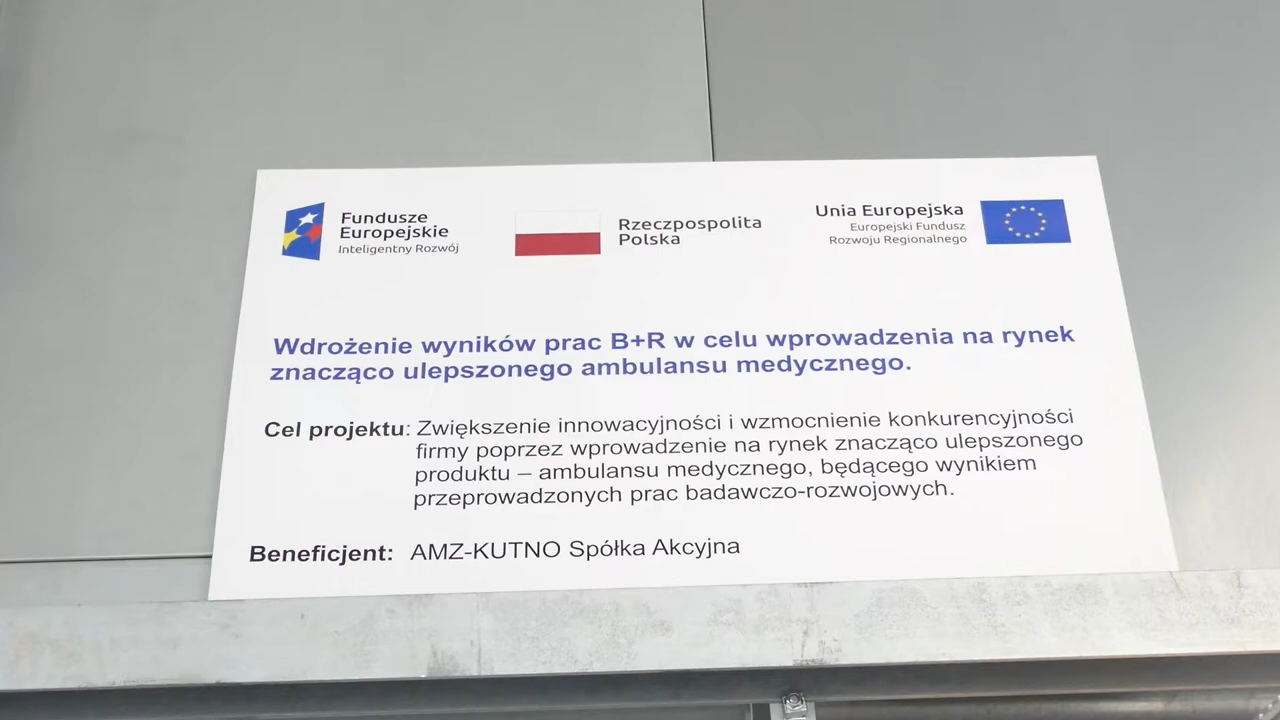 Fundusze
Europejskie
Inteligentny Rozwój
Rzeczpospolita
Polska
Unia Europejska
Europejski Fundusz
Rozwoju Regionalnego
Wdrożenie wyników prac B+R w celu wprowadzenia na rynek
znacząco ulepszonego ambulansu medycznego.
Cel projektu: Zwiększenie innowacyjności i wzmocnienie konkurencyjności
firmy poprzez wprowadzenie na rynek znacząco ulepszonego
produktu – ambulansu medycznego, będącego wynikiem
przeprowadzonych prac badawczo-rozwojowych.
Beneficjent: AMZ-KUTNO Spółka Akcyjna